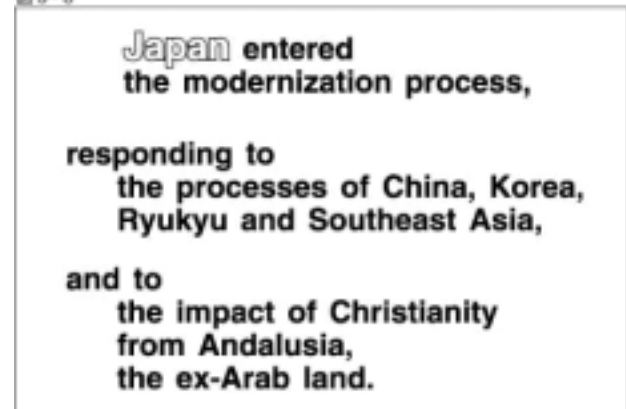 Japan entered
the modernization process,
responding to
the processes of China, Korea,
Ryukyu and Southeast Asia,
and to
the impact of Christianity
from Andalusia,
the ex-Arab land.